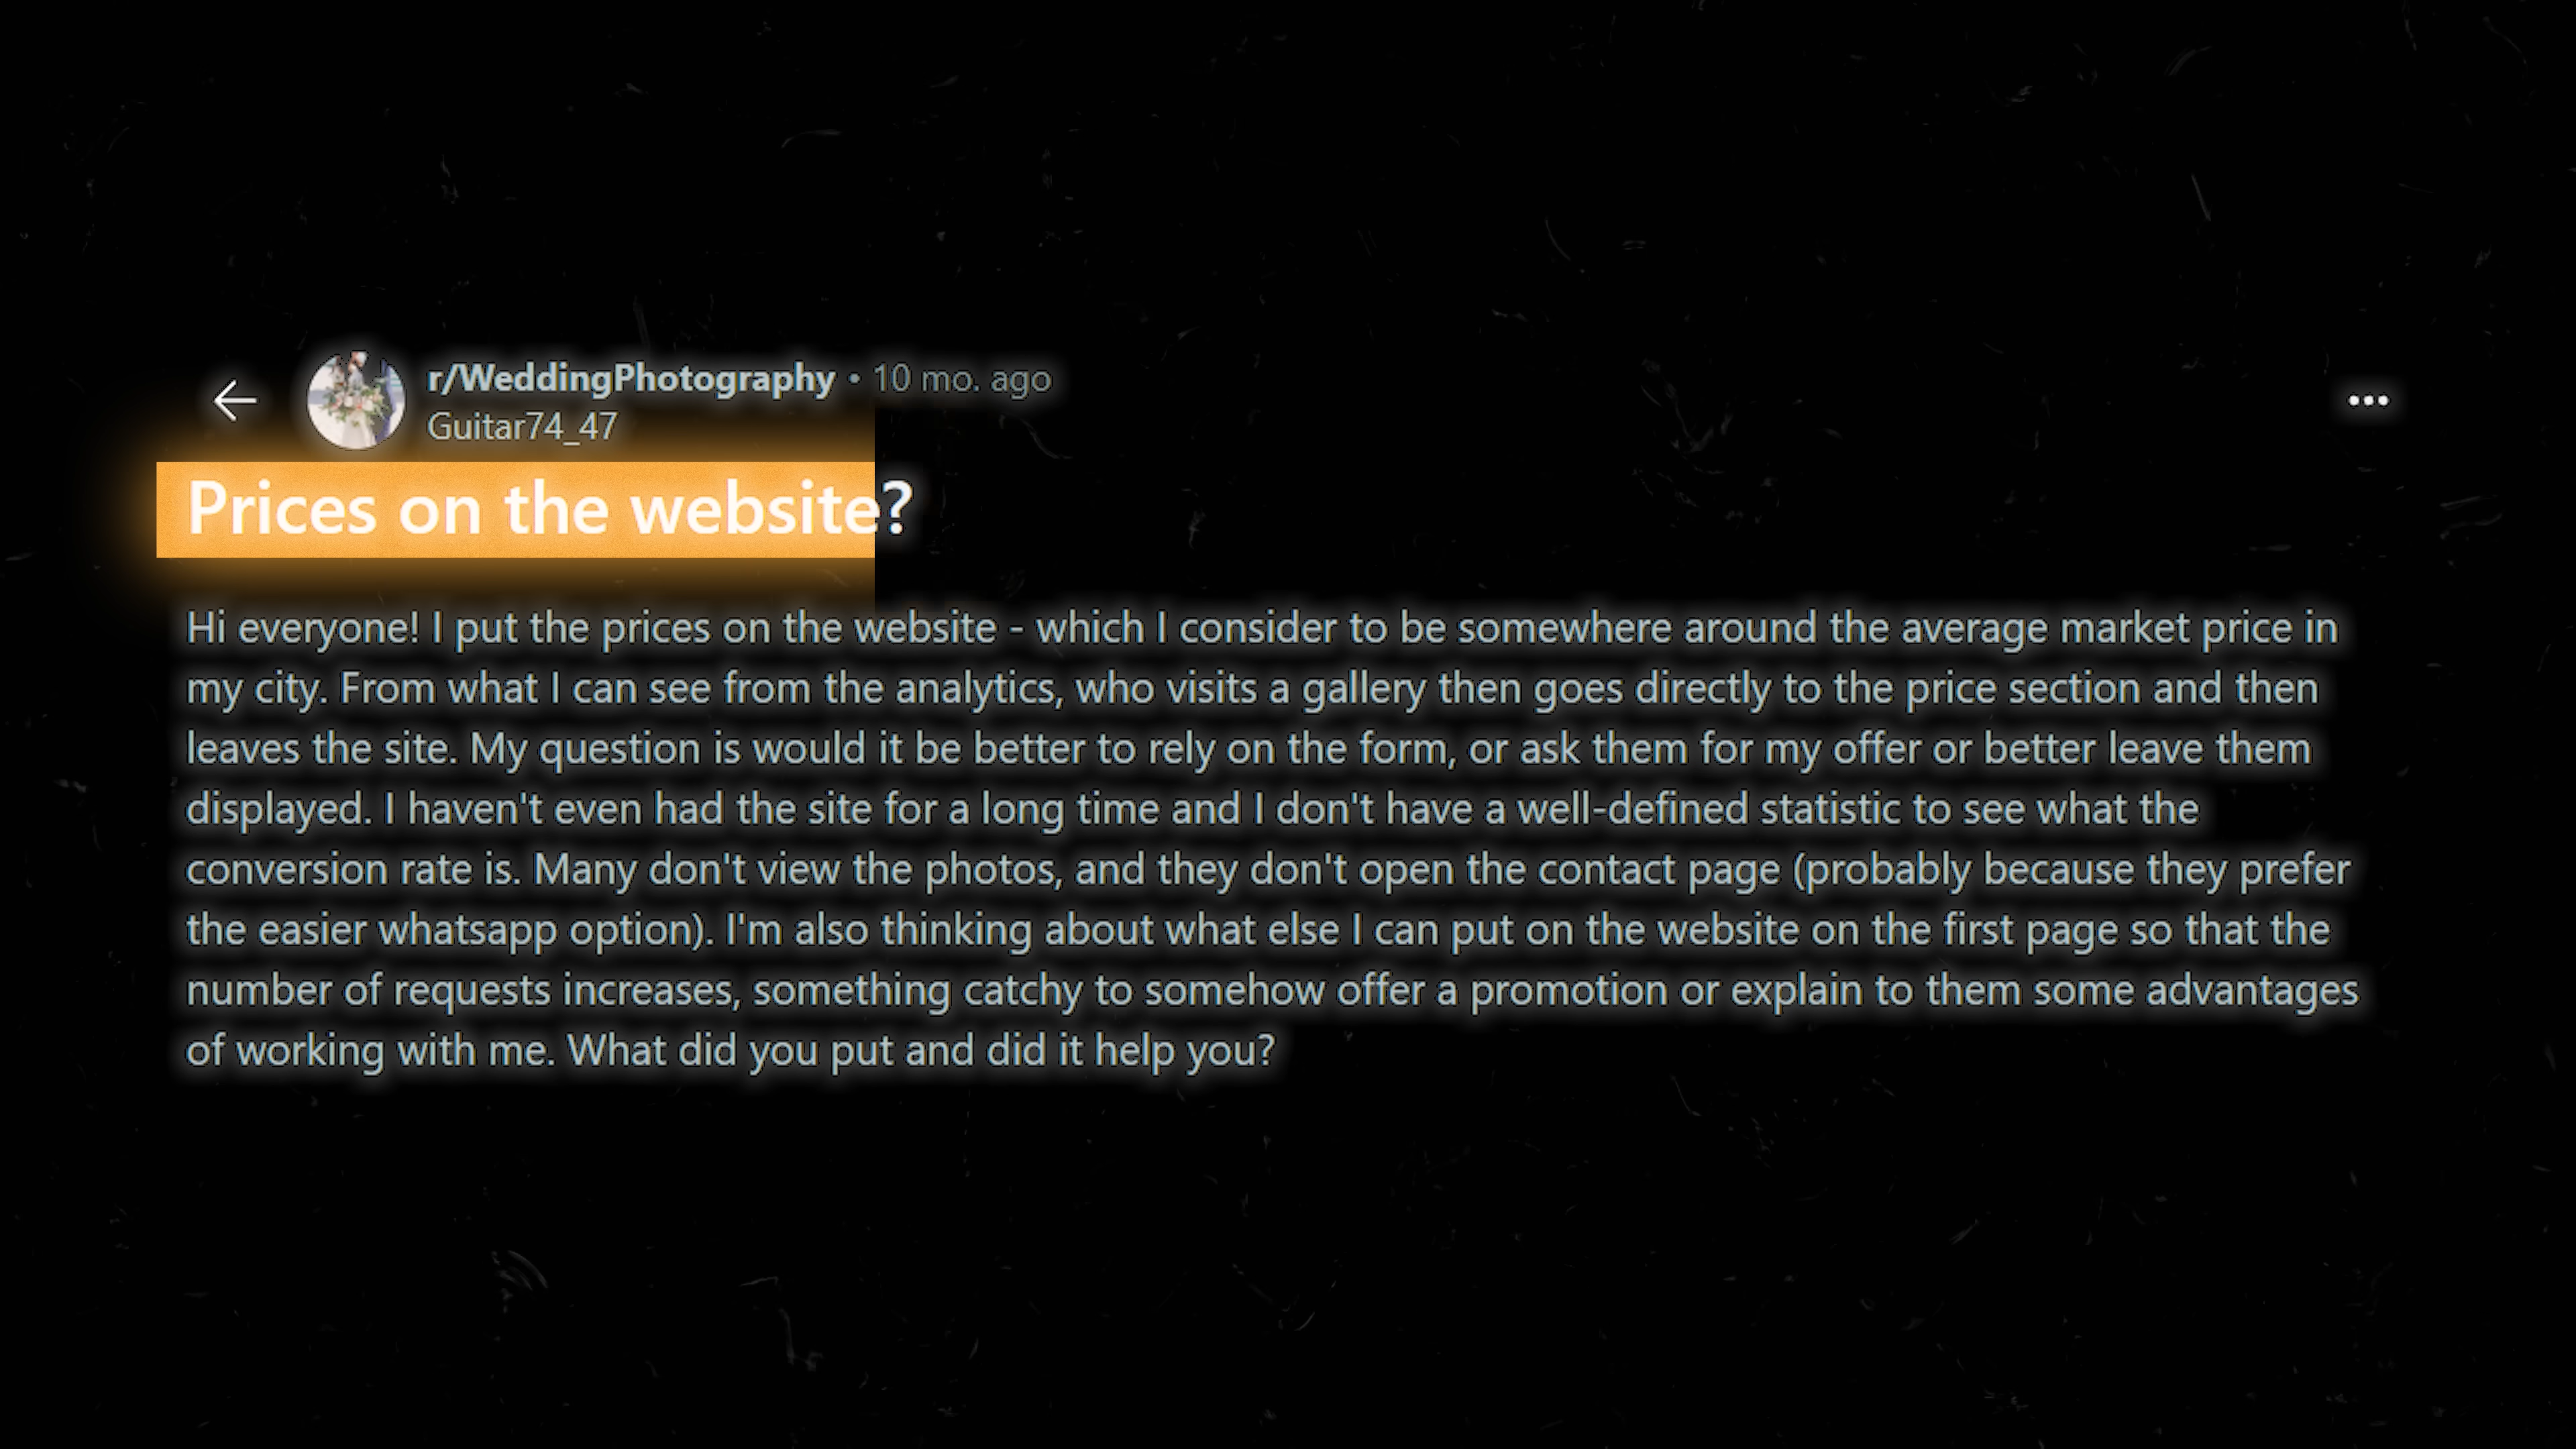 r/WeddingPhotography • 10 mo. ago
Guitar74_47
Prices on the website?
Hi everyone! I put the prices on the website - which I consider to be somewhere around the average market price in
my city. From what I can see from the analytics, who visits a gallery then goes directly to the price section and then
leaves the site. My question is would it be better to rely on the form, or ask them for my offer or better leave them
displayed. I haven't even had the site for a long time and I don't have a well-defined statistic to see what the
conversion rate is. Many don't view the photos, and they don't open the contact page (probably because they prefer
the easier whatsapp option). I'm also thinking about what else I can put on the website on the first page so that the
number of requests increases, something catchy to somehow offer a promotion or explain to them some advantages
of working with me. What did you put and did it help you?